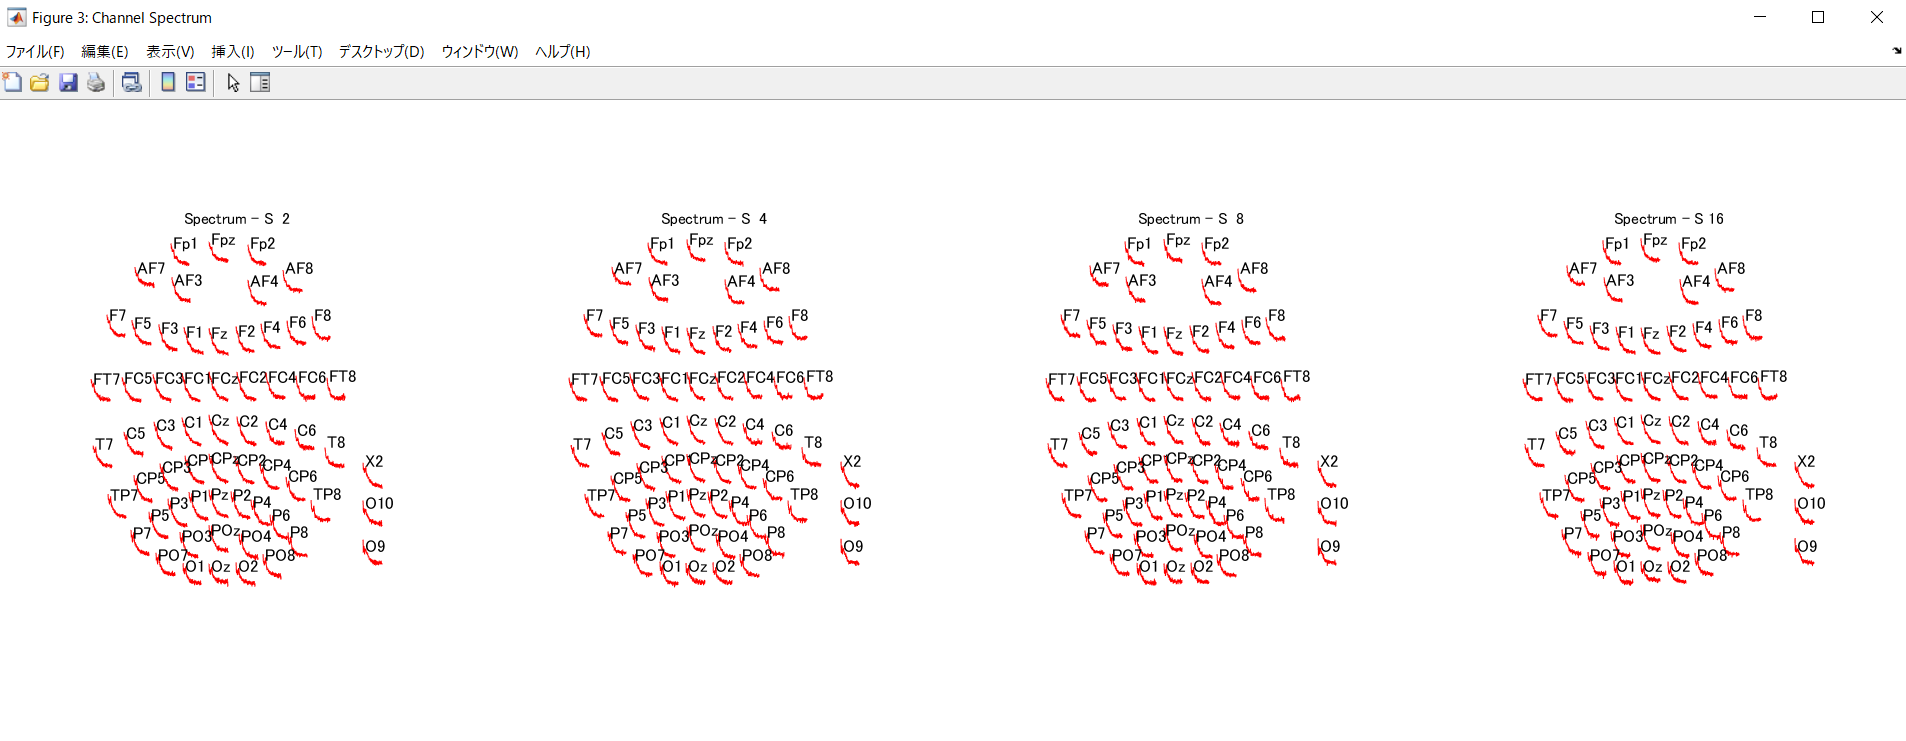 Figure 3: Channel Spectrum
ファイル(F) 編集(E) 表示(V) 挿入(I) ツール(T) デスクトップ(D) ウィンドウ(W) ヘルプ(H)
Spectrum - S 2
Fp1 Fpz Fp2
AF7 AF3 AF4 AF8
F7 F5 F3 F1 Fz F2 F4 F6 F8
FT7 FC5 FC3 FC1 FCz FC2 FC4 FC6 FT8
T7 C5 C3 C1 Cz C2 C4 C6 T8
CP5 CP3 CP1 CPz CP2 CP4 CP6
TP7 P7 P5 P3 P1 Pz P2 P4 P6 P8 TP8
PO7 PO3 POz PO4 PO8
O1 Oz O2
X2
O10
O9
Spectrum - S 4
Fp1 Fpz Fp2
AF7 AF3 AF4 AF8
F7 F5 F3 F1 Fz F2 F4 F6 F8
FT7 FC5 FC3 FC1 FCz FC2 FC4 FC6 FT8
T7 C5 C3 C1 Cz C2 C4 C6 T8
CP5 CP3 CP1 CPz CP2 CP4 CP6
TP7 P7 P5 P3 P1 Pz P2 P4 P6 P8 TP8
PO7 PO3 POz PO4 PO8
O1 Oz O2
X2
O10
O9
Spectrum - S 8
Fp1 Fpz Fp2
AF7 AF3 AF4 AF8
F7 F5 F3 F1 Fz F2 F4 F6 F8
FT7 FC5 FC3 FC1 FCz FC2 FC4 FC6 FT8
T7 C5 C3 C1 Cz C2 C4 C6 T8
CP5 CP3 CP1 CPz CP2 CP4 CP6
TP7 P7 P5 P3 P1 Pz P2 P4 P6 P8 TP8
PO7 PO3 POz PO4 PO8
O1 Oz O2
X2
O10
O9
Spectrum - S 16
Fp1 Fpz Fp2
AF7 AF3 AF4 AF8
F7 F5 F3 F1 Fz F2 F4 F6 F8
FT7 FC5 FC3 FC1 FCz FC2 FC4 FC6 FT8
T7 C5 C3 C1 Cz C2 C4 C6 T8
CP5 CP3 CP1 CPz CP2 CP4 CP6
TP7 P7 P5 P3 P1 Pz P2 P4 P6 P8 TP8
PO7 PO3 POz PO4 PO8
O1 Oz O2
X2
O10
O9